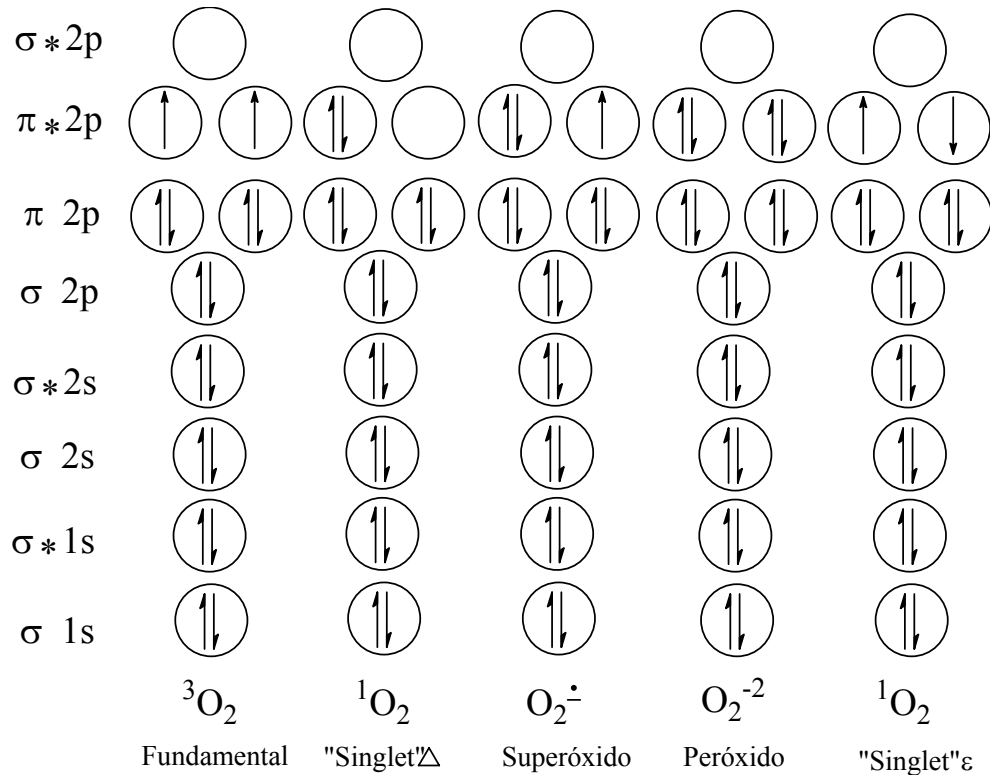 σ*2p
π*2p
π 2p
σ 2p
σ*2s
σ 2s
σ*1s
σ 1s
³O₂ ¹O₂ O₂∸ O₂⁻² ¹O₂
Fundamental "Singlet"△ Superóxido Peróxido "Singlet"ε